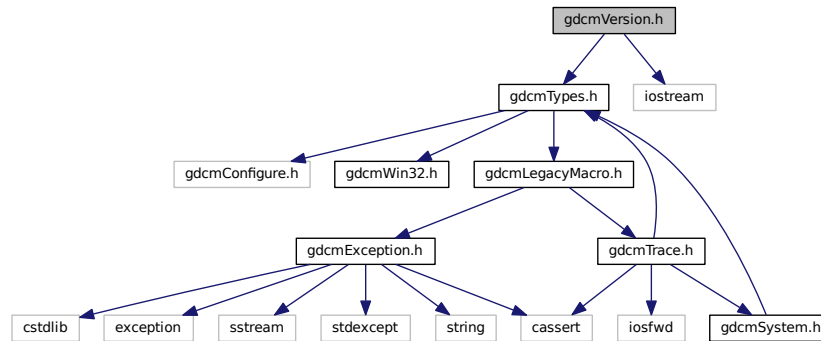 gdcmVersion.h
gdcmTypes.h
iostream
gdcmConfigure.h
gdcmWin32.h
gdcmLegacyMacro.h
gdcmException.h
gdcmTrace.h
cstdlib
exception
sstream
stdexcept
string
cassert
iosfwd
gdcmSystem.h